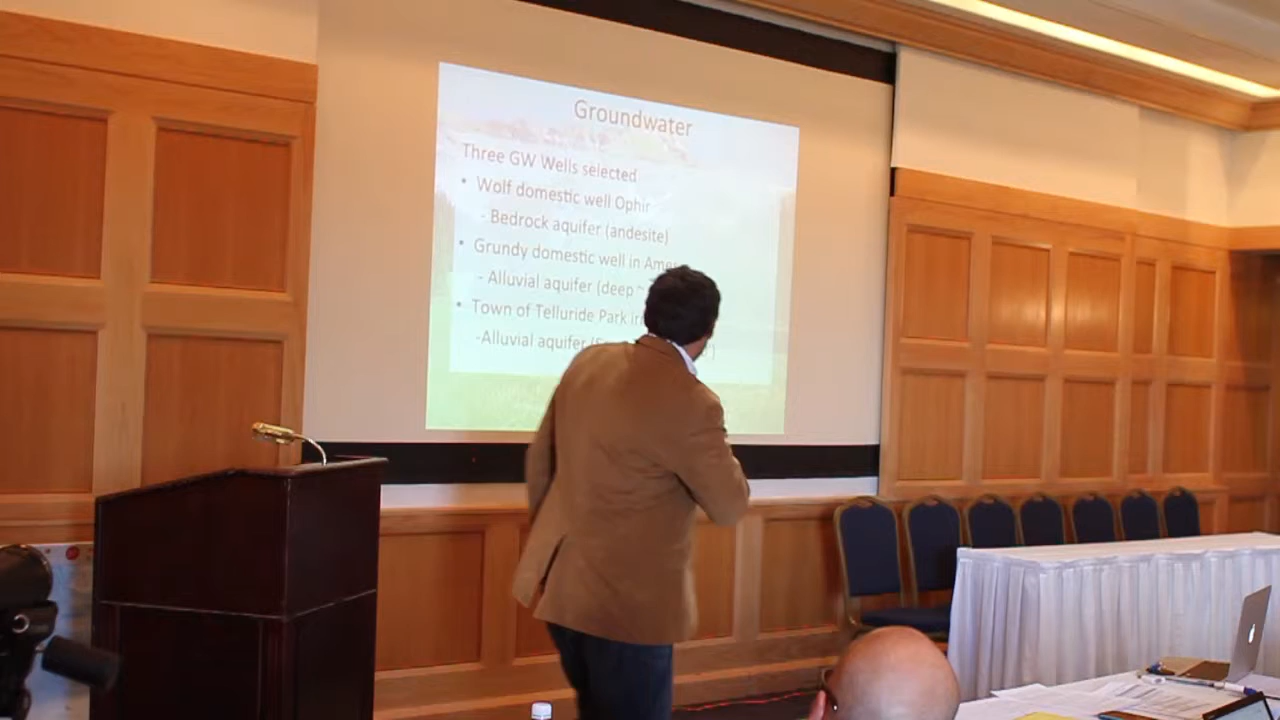 Groundwater
Three GW Wells selected
• Wolf domestic well Ophir
- Bedrock aquifer (andesite)
• Grundy domestic well in
- Alluvial aquifer (deep ~
• Town of Telluride Park
-Alluvial aquifer